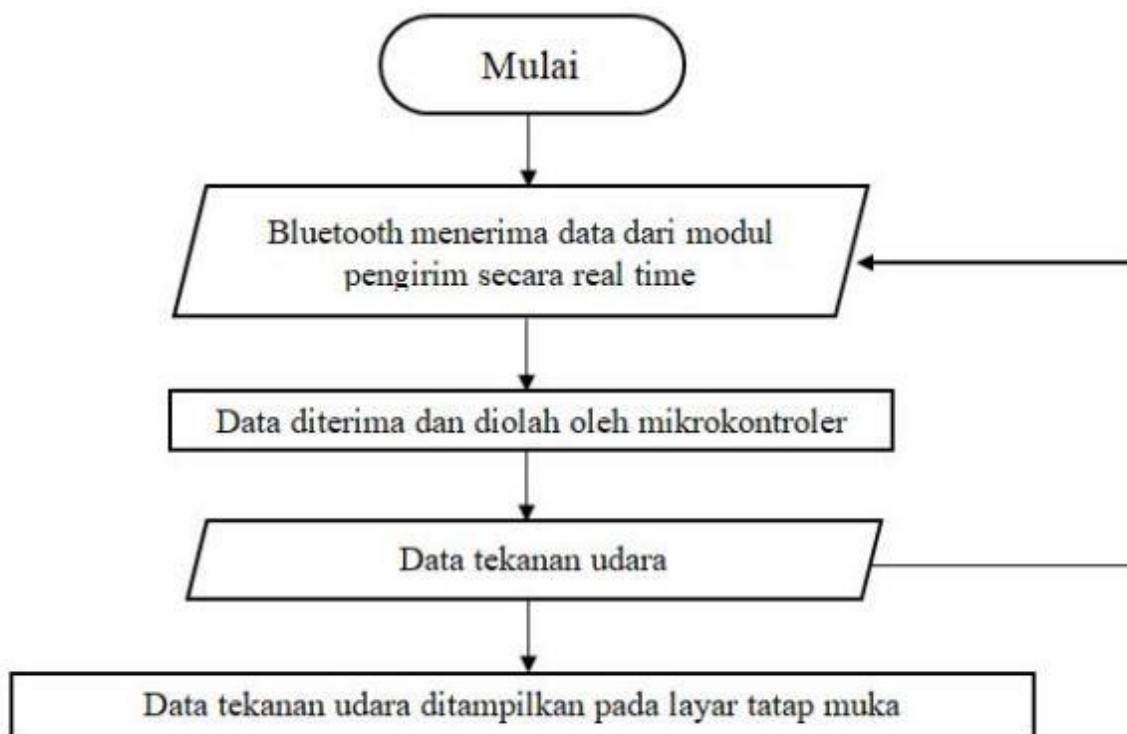 Mulai
Bluetooth menerima data dari modul
pengirim secara real time
Data diterima dan diolah oleh mikrokontroler
Data tekanan udara
Data tekanan udara ditampilkan pada layar tatap muka